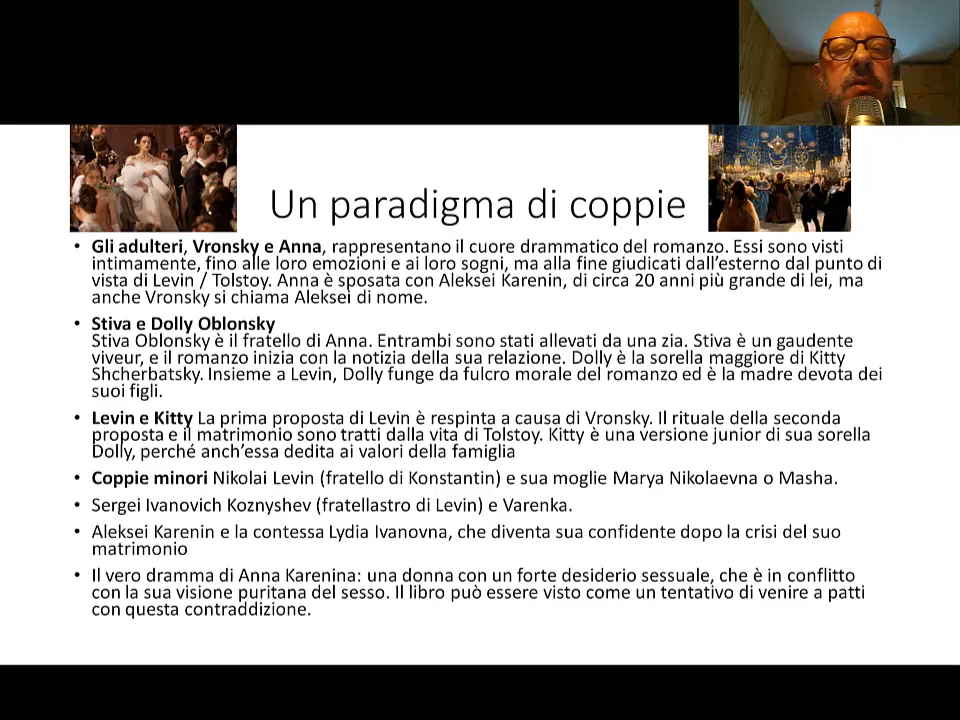 Un paradigma di coppie
• Gli adulteri, Vronsky e Anna, rappresentano il cuore drammatico del romanzo. Essi sono visti
intimamente, fino alle loro emozioni e ai loro sogni, ma alla fine giudicati dall'esterno dal punto di
vista di Levin / Tolstoy. Anna è sposata con Aleksei Karenin, di circa 20 anni più grande di lei, ma
anche Vronsky si chiama Aleksei di nome.
• Stiva e Dolly Oblonsky
Stiva Oblonsky è il fratello di Anna. Entrambi sono stati allevati da una zia. Stiva è un gaudente
viveur, e il romanzo inizia con la notizia della sua relazione. Dolly è la sorella maggiore di Kitty
Shcherbatsky. Insieme a Levin, Dolly funge da fulcro morale del romanzo ed è la madre devota dei
suoi figli.
• Levin e Kitty La prima proposta di Levin è respinta a causa di Vronsky. Il rituale della seconda
proposta e il matrimonio sono tratti dalla vita di Tolstoy. Kitty è una versione junior di sua sorella
Dolly, perché anch'essa dedita ai valori della famiglia
• Coppie minori Nikolai Levin (fratello di Konstantin) e sua moglie Marya Nikolaevna o Masha.
• Sergei Ivanovich Koznyshev (fratellastro di Levin) e Varenka.
• Aleksei Karenin e la contessa Lydia Ivanovna, che diventa sua confidente dopo la crisi del suo
matrimonio
• Il vero dramma di Anna Karenina: una donna con un forte desiderio sessuale, che è in conflitto
con la sua visione puritana del sesso. Il libro può essere visto come un tentativo di venire a patti
con questa contraddizione.